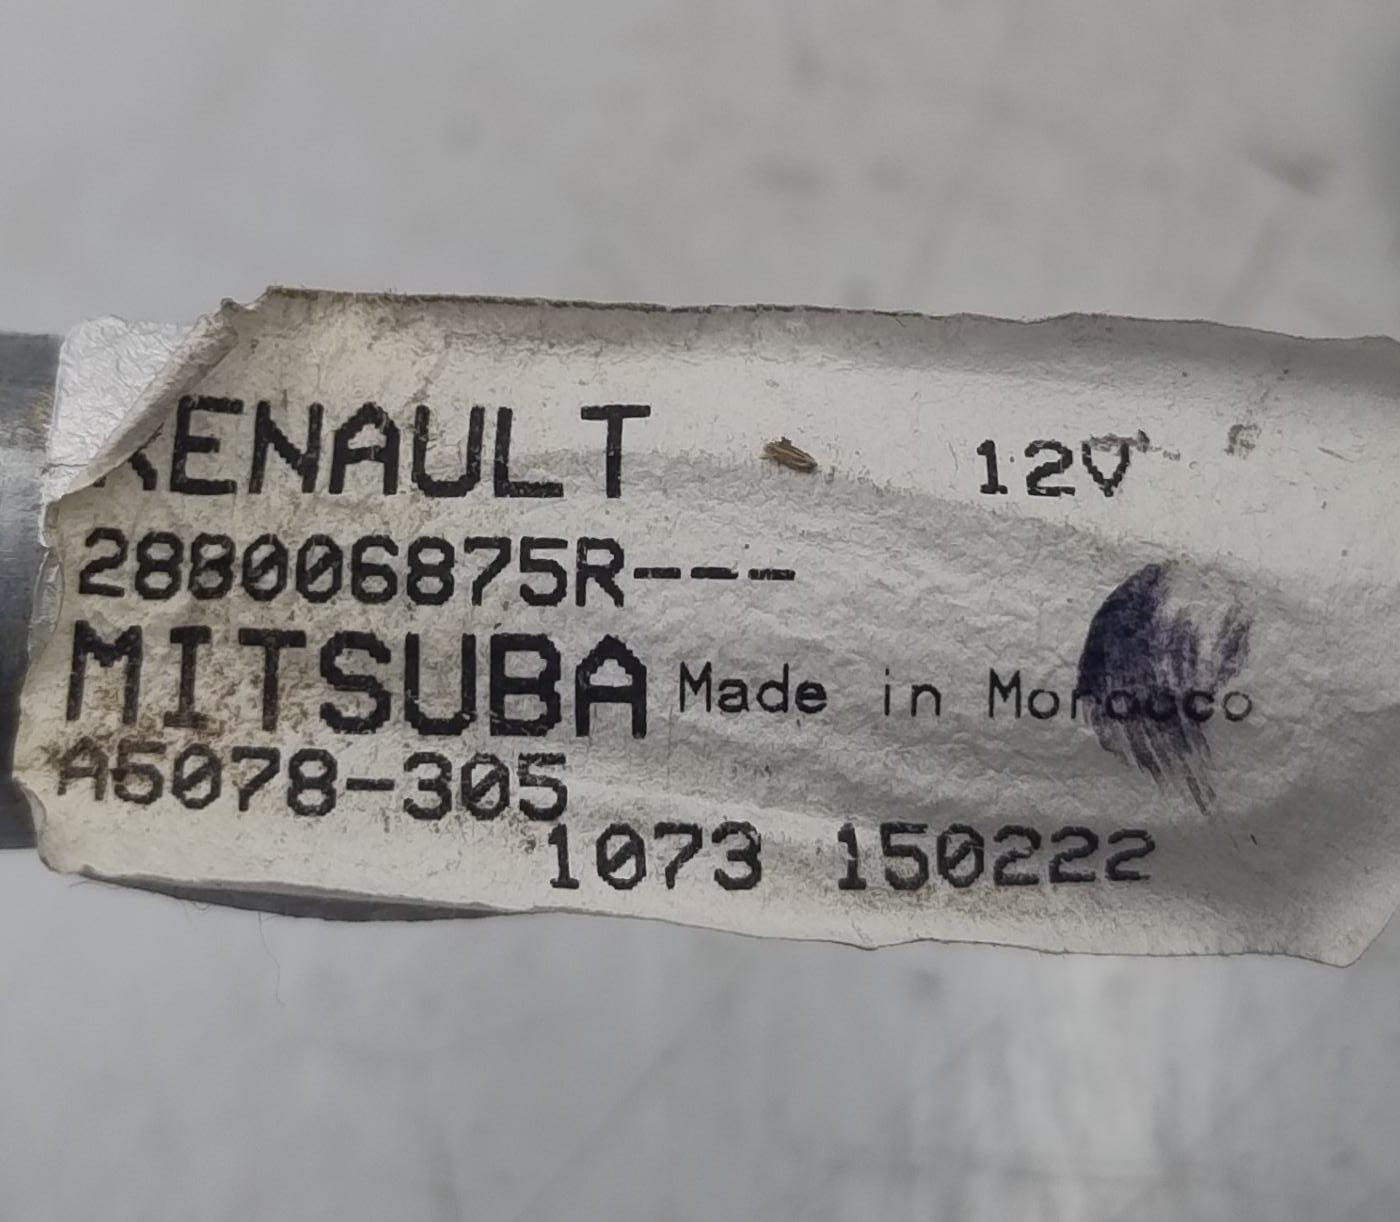 RENAULT 12V
288006875R---
MITSUBA Made in Morocco
A5078-305
1073 150222